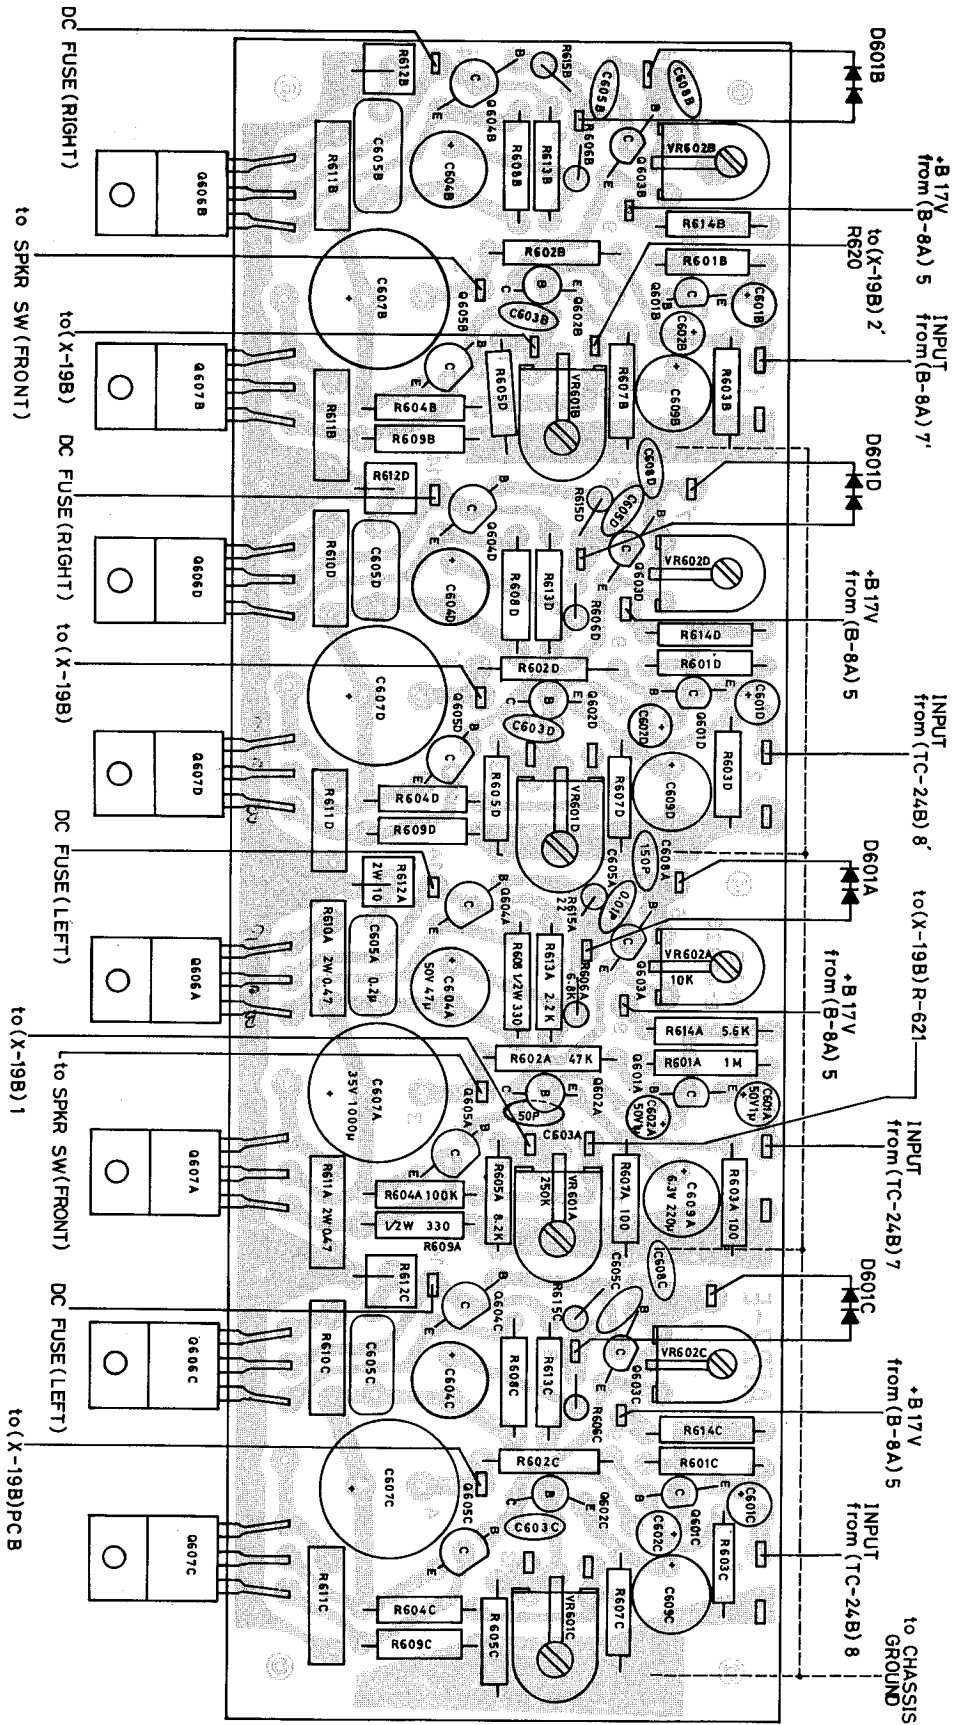 D601B
+B 17V
from (B-8A) 5
to (X-19B) 2'
R620
INPUT
from (B-8A) 7'
D601D
+B 17V
from (B-8A) 5
INPUT
from (TC-24B) 8'
D601A
to (X-19B) R-621
+B 17V
from (B-8A) 5
INPUT
from (TC-24B) 7
D601C
+B 17V
from (B-8A) 5
INPUT
from (TC-24B) 8
to CHASSIS
GROUND
R612B
B
C
E
Q604B
R615B
C605B
C608B
R611B
C605B
C604B
R608B
R613B
R606B
B
C
E
Q603B
VR602B
R614B
R602B
R601B
C607B
Q605B
C
B
E
Q602B
C603B
Q601B
B
C
E
C601B
C602B
B
C
E
R605D
VR601B
R607B
C609B
R603B
R611B
R604B
R609B
R612D
B
C
E
Q604D
R615D
C605D
C608D
R610D
C605D
C604D
R608D
R613D
R606D
B
C
E
Q603D
VR602D
R614D
R602D
R601D
C607D
Q605D
C
B
E
Q602D
C603D
C602D
B
C
E
Q601D
C601D
B
C
E
R605D
VR601D
R607D
C609D
R603D
R611D
R604D
R609D
R612A
2W 10
B
C
E
Q604A
R615A
22
C605A
0.01μ
C608A
150P
R610A 2W 0.47
C605A
0.2μ
C604A
50V 47μ
R608 1/2W 330
R613A 2.2K
R606A
6.8K
B
C
E
Q603A
VR602A
10K
R614A 5.6K
R602A 47K
R601A 1M
C607A
35V 1000μ
Q605A
C
B
E
Q602A
50P
C603A
Q601A
B
C
E
C602A
50V1μ
C601A
50V1μ
B
C
E
R605A 8.2K
VR601A
250K
R607A 100
C609A
6.3V 220μ
R603A 100
R611A 2W 0.47
R604A 100K
1/2W 330
R609A
R612C
B
C
E
Q604C
R615C
C605C
C608C
R610C
C605C
C604C
R608C
R613C
R606C
B
C
E
Q603C
VR602C
R614C
R602C
R601C
C607C
Q605C
C
B
E
Q602C
C603C
C602C
B
C
E
Q601C
C601C
B
C
E
R605C
VR601C
R607C
C609C
R603C
R611C
R604C
R609C
Q606B
Q607B
Q606D
Q607D
Q606A
Q607A
Q606C
Q607C
DC FUSE (RIGHT)
to SPKR SW (FRONT)
to (X-19B)
DC FUSE (RIGHT)
to (X-19B)
DC FUSE (LEFT)
to (X-19B) 1
to SPKR SW (FRONT)
DC FUSE (LEFT)
to (X-19B) PCB